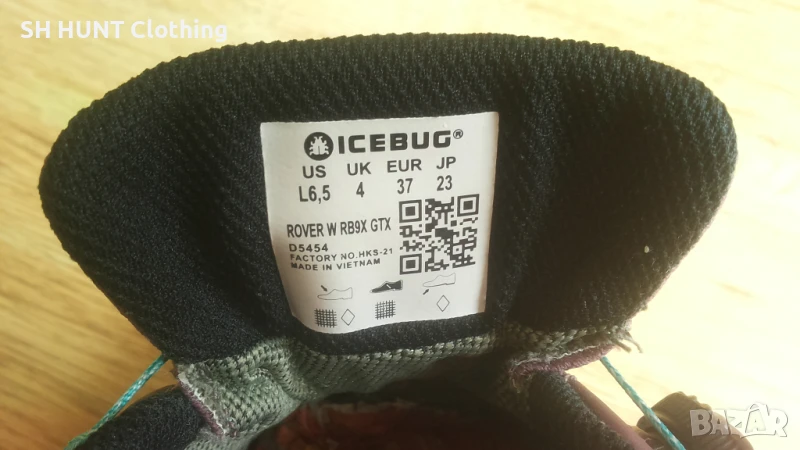 SH HUNT Clothing
ICEBUG®
US UK EUR JP
L6,5 4 37 23
ROVER W RB9X GTX
D5454
FACTORY NO.HKS-21
MADE IN VIETNAM
BAZAR